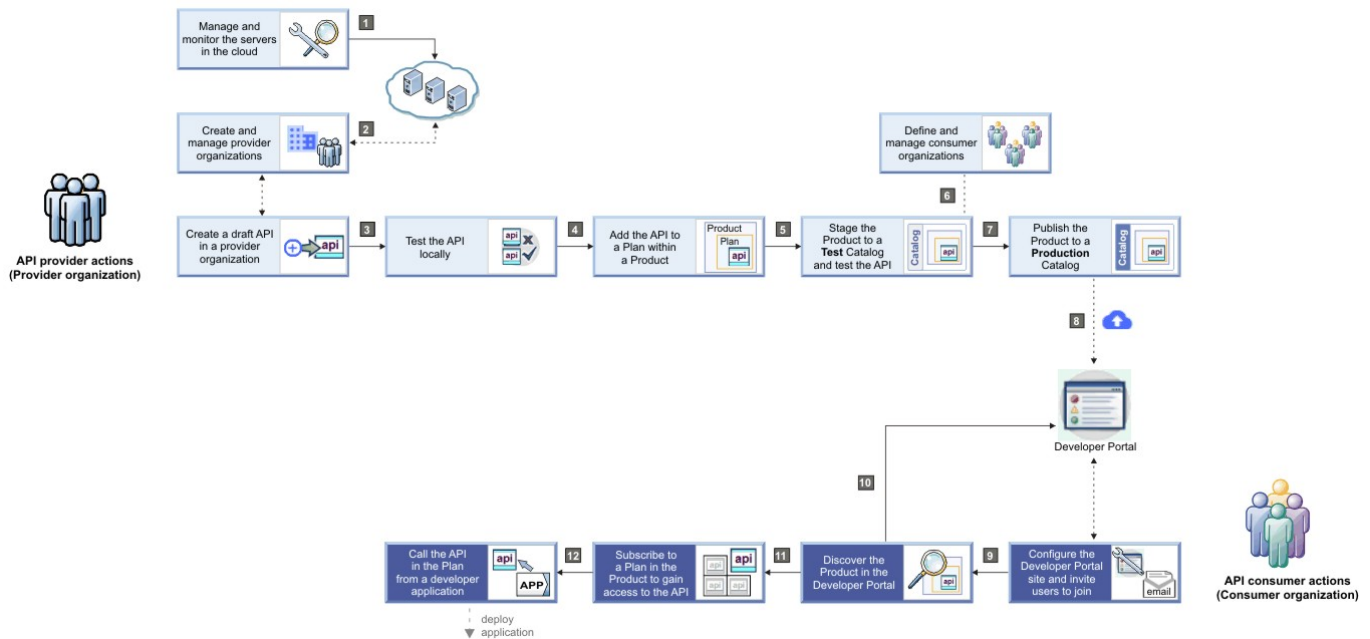 Manage and
monitor the servers
in the cloud
1
Create and
manage provider
organizations
2
Define and
manage consumer
organizations
6
API provider actions
(Provider organization)
Create a draft API
in a provider
organization
api
3
Test the API
locally
api
api
4
Add the API to
a Plan within
a Product
Product
Plan
api
5
Stage the
Product to a
Test Catalog
and test the API
Catalog
api
7
Publish the
Product to a
Production
Catalog
Catalog
api
8
Developer Portal
10
Call the API
in the Plan
from a developer
application
api
APP
12
Subscribe to
a Plan in the
Product to gain
access to the API
api
api
api
api
11
Discover the
Product in the
Developer Portal
api
9
Configure the
Developer Portal
site and invite
users to join
email
API consumer actions
(Consumer organization)
deploy
application